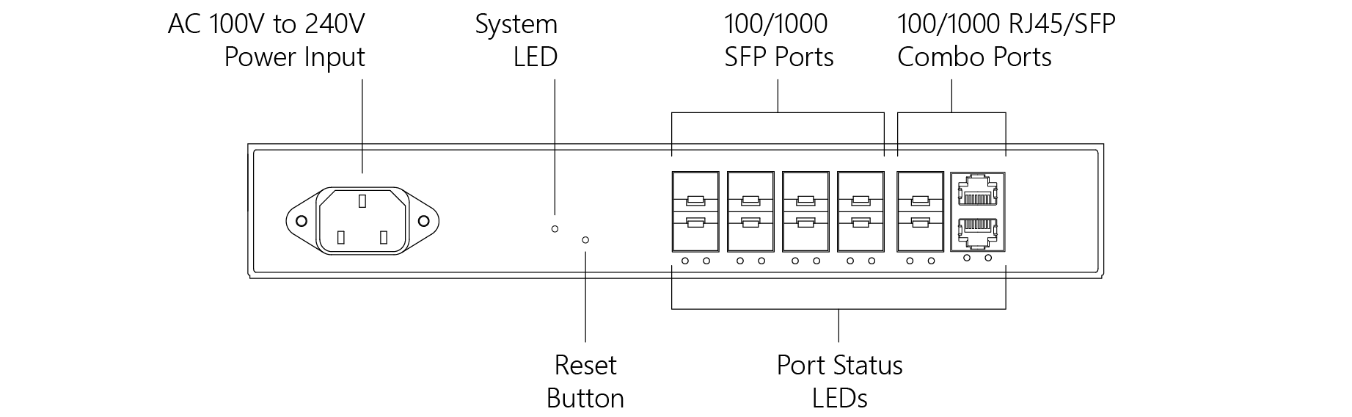 AC 100V to 240V
Power Input
System
LED
100/1000
SFP Ports
100/1000 RJ45/SFP
Combo Ports
Reset
Button
Port Status
LEDs